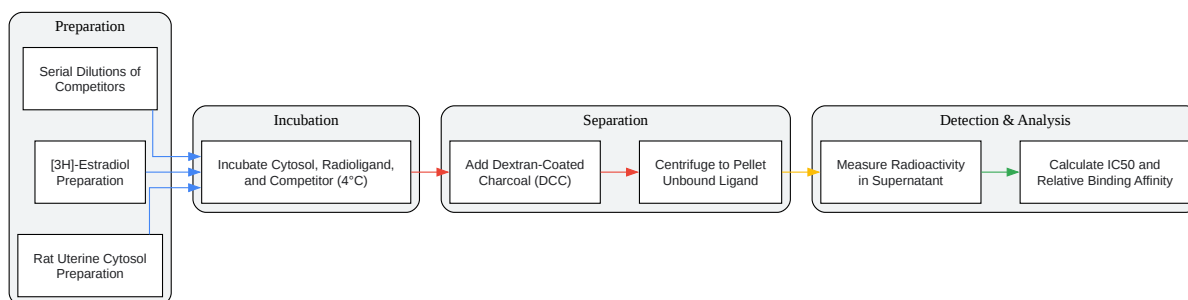 Preparation
Serial Dilutions of
Competitors
[3H]-Estradiol
Preparation
Rat Uterine Cytosol
Preparation
Incubation
Incubate Cytosol, Radioligand,
and Competitor (4°C)
Separation
Add Dextran-Coated
Charcoal (DCC)
Centrifuge to Pellet
Unbound Ligand
Detection & Analysis
Measure Radioactivity
in Supernatant
Calculate IC50 and
Relative Binding Affinity